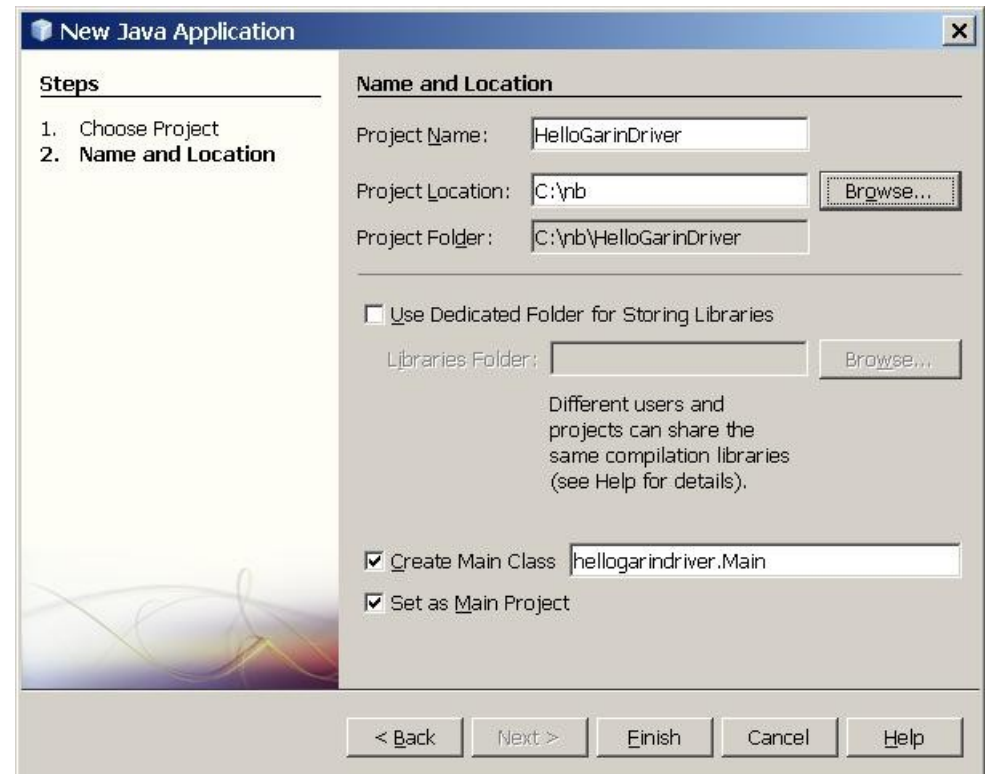 New Java Application
Steps
1. Choose Project
2. Name and Location
Name and Location
Project Name: HelloGarinDriver
Project Location: C:\nb Browse...
Project Folder: C:\nb\HelloGarinDriver
Use Dedicated Folder for Storing Libraries
Libraries Folder: Browse...
Different users and
projects can share the
same compilation libraries
(see Help for details).
Create Main Class hellogarindriver.Main
Set as Main Project
< Back Next > Finish Cancel Help